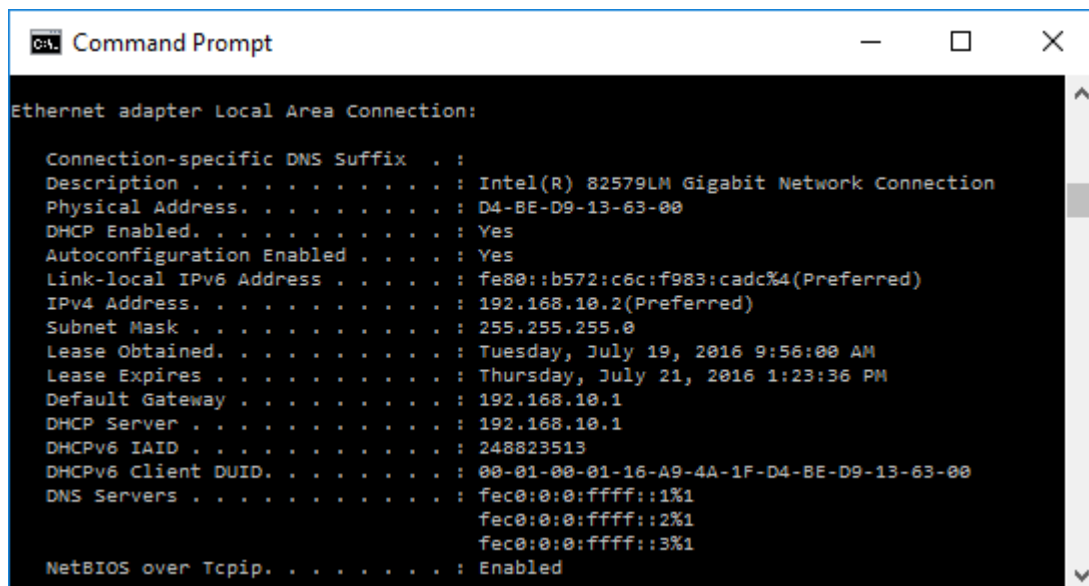 Command Prompt
Ethernet adapter Local Area Connection:
Connection-specific DNS Suffix . :
Description . . . . . . . . . . . : Intel(R) 82579LM Gigabit Network Connection
Physical Address. . . . . . . . . : D4-BE-D9-13-63-00
DHCP Enabled. . . . . . . . . . . : Yes
Autoconfiguration Enabled . . . . : Yes
Link-local IPv6 Address . . . . . : fe80::b572:c6c:f983:cadc%4(Preferred)
IPv4 Address. . . . . . . . . . . : 192.168.10.2(Preferred)
Subnet Mask . . . . . . . . . . . : 255.255.255.0
Lease Obtained. . . . . . . . . . : Tuesday, July 19, 2016 9:56:00 AM
Lease Expires . . . . . . . . . . : Thursday, July 21, 2016 1:23:36 PM
Default Gateway . . . . . . . . . : 192.168.10.1
DHCP Server . . . . . . . . . . . : 192.168.10.1
DHCPv6 IAID . . . . . . . . . . . : 248823513
DHCPv6 Client DUID. . . . . . . . : 00-01-00-01-16-A9-4A-1F-D4-BE-D9-13-63-00
DNS Servers . . . . . . . . . . . : fec0:0:0:ffff::1%1
fec0:0:0:ffff::2%1
fec0:0:0:ffff::3%1
NetBIOS over Tcpip. . . . . . . . : Enabled